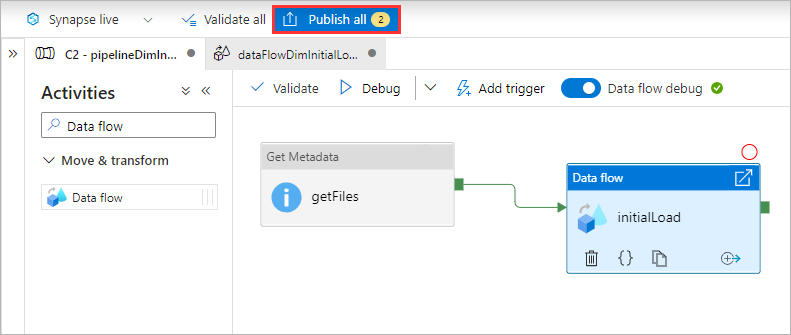 Synapse live
Validate all
Publish all 2
C2 - pipelineDimIn...
dataFlowDimInitialLo...
Activities
Data flow
Move & transform
Data flow
Validate
Debug
Add trigger
Data flow debug
Get Metadata
getFiles
Data flow
initialLoad